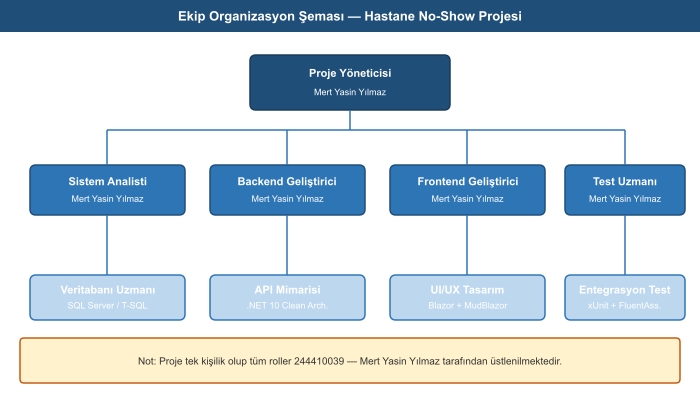 Ekip Organizasyon Şeması — Hastane No-Show Projesi
Proje Yöneticisi
Mert Yasin Yılmaz
Sistem Analisti
Mert Yasin Yılmaz
Backend Geliştirici
Mert Yasin Yılmaz
Frontend Geliştirici
Mert Yasin Yılmaz
Test Uzmanı
Mert Yasin Yılmaz
Veritabanı Uzmanı
SQL Server / T-SQL
API Mimarisi
.NET 10 Clean Arch.
UI/UX Tasarım
Blazor + MudBlazor
Entegrasyon Test
xUnit + FluentAss.
Not: Proje tek kişilik olup tüm roller 244410039 — Mert Yasin Yılmaz tarafından üstlenilmektedir.